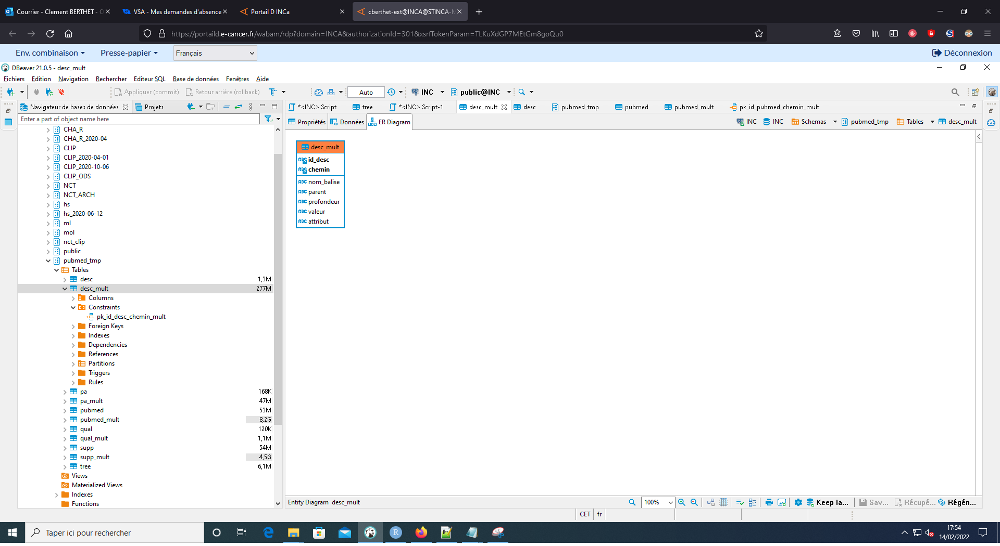 Courrier - Clement BERTHET - O
VSA - Mes demandes d'absence
Portail D INCa
cberthet-ext@INCA@STINCA-M
https://portaild.e-cancer.fr/wabam/rdp?domain=INCA&authorizationId=301&xsrfTokenParam=TLKuXdGP7MEtGm8goQu0
Env. combinaison
Presse-papier
Français
Déconnexion
DBeaver 21.0.5 - desc_mult
Fichiers Edition Navigation Rechercher Editeur SQL Base de données Fenêtres Aide
Appliquer (commit) Retour arrière (rollback) Auto INC public@INC
Navigateur de bases de données Projets
*<INC> Script tree *<INC> Script-1 desc_mult desc pubmed_tmp pubmed pubmed_mult pk_id_pubmed_chemin_mult
Enter a part of object name here
Propriétés Données ER Diagram
INC INC Schemas pubmed_tmp Tables desc_mult
CHA_R
CHA_R_2020-04
CLIP
CLIP_2020-04-01
CLIP_2020-10-06
CLIP_ODS
NCT
NCT_ARCH
hs
hs_2020-06-12
ml
mol
nct_clip
public
pubmed_tmp
Tables
desc 1,3M
desc_mult 277M
Columns
Constraints
pk_id_desc_chemin_mult
Foreign Keys
Indexes
Dependencies
References
Partitions
Triggers
Rules
pa 168K
pa_mult 47M
pubmed 53M
pubmed_mult 8,2G
qual 120K
qual_mult 1,1M
supp 54M
supp_mult 4,5G
tree 6,1M
Views
Materialized Views
Indexes
Functions
desc_mult
ABC id_desc
ABC chemin
ABC nom_balise
ABC parent
ABC profondeur
ABC valeur
ABC attribut
Entity Diagram desc_mult
100%
Keep la... Sav... Récupé... Régén...
CET fr
Taper ici pour rechercher
17:54
14/02/2022